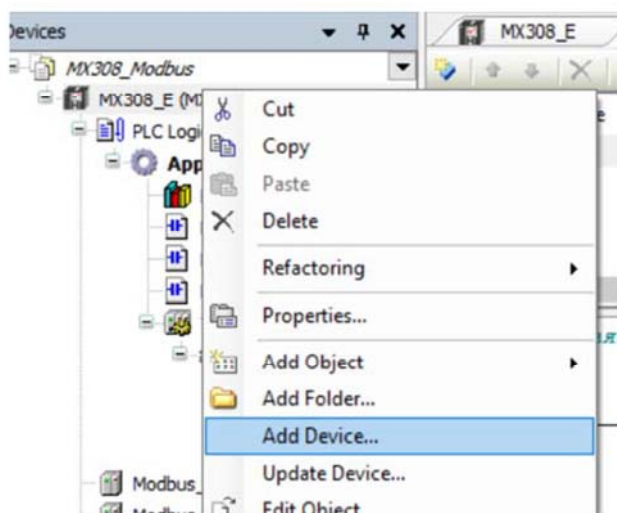 Devices
MX308_E
MX308_Modbus
MX308_E (M
PLC Logi
App
Cut
Copy
Paste
Delete
Refactoring
Properties...
Add Object
Add Folder...
Add Device...
Update Device...
Modbus_
Edit Object
Modbus